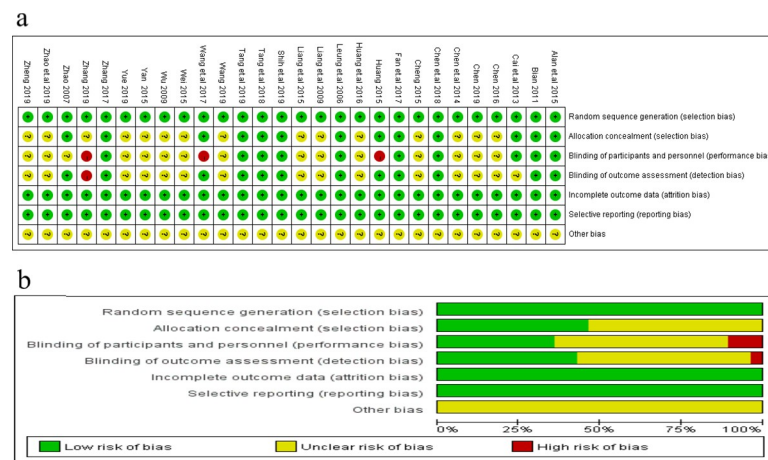 a
Zheng 2019
Zhao et.al 2019
Zhao 2007
Zhang 2019
Zhang 2017
Yue 2019
Yan 2015
Wu 2009
Wei 2015
Wang et.al 2017
Wang 2019
Tang et.al 2019
Tang et.al 2018
Shih et.al 2019
Liang et.al 2015
Liang et.al 2009
Leung et.al 2006
Huang et.al 2016
Huang 2015
Fan et.al 2017
Cheng 2015
Chen et.al 2018
Chen et.al 2014
Chen 2019
Chen 2016
Cai et.al 2013
Bian 2011
Alan et.al 2015
Random sequence generation (selection bias)
Allocation concealment (selection bias)
Blinding of participants and personnel (performance bia
Blinding of outcome assessment (detection bias)
Incomplete outcome data (attrition bias)
Selective reporting (reporting bias)
Other bias
b
Random sequence generation (selection bias)
Allocation concealment (selection bias)
Blinding of participants and personnel (performance bias)
Blinding of outcome assessment (detection bias)
Incomplete outcome data (attrition bias)
Selective reporting (reporting bias)
Other bias
0% 25% 50% 75% 100%
Low risk of bias Unclear risk of bias High risk of bias